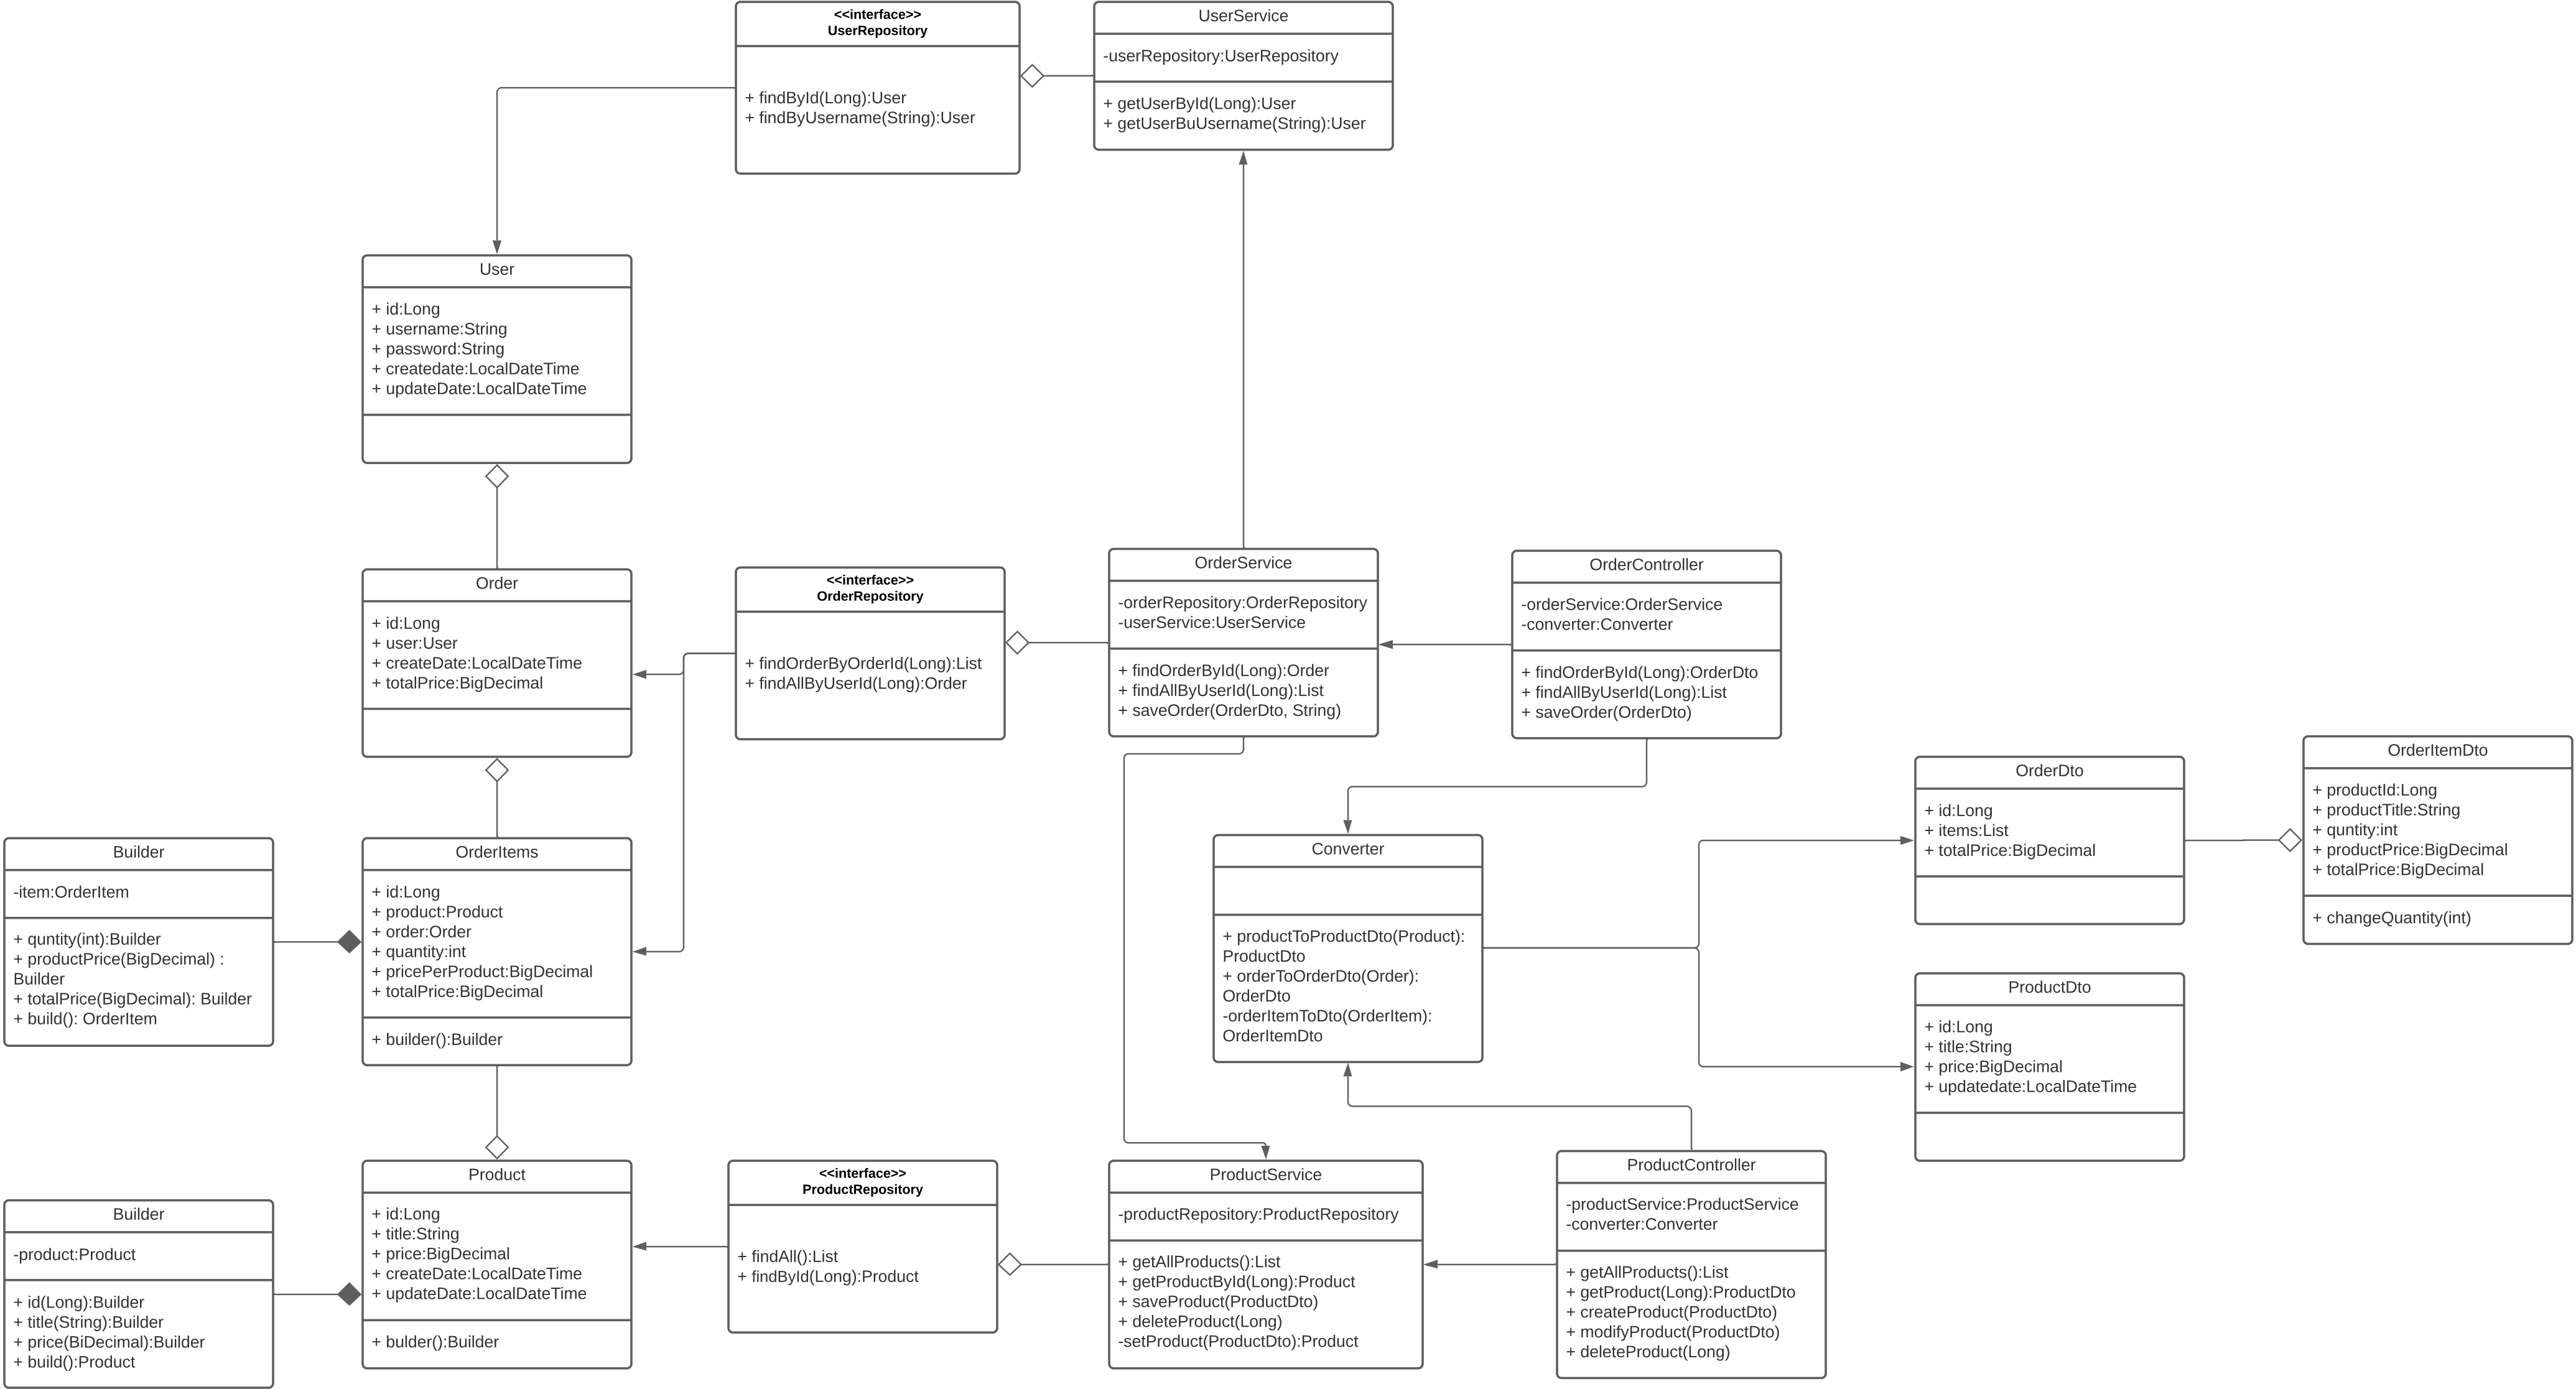 <<interface>>
UserRepository
+ findById(Long):User
+ findByUsername(String):User
UserService
-userRepository:UserRepository
+ getUserById(Long):User
+ getUserBuUsername(String):User
User
+ id:Long
+ username:String
+ password:String
+ createdate:LocalDateTime
+ updateDate:LocalDateTime
Order
+ id:Long
+ user:User
+ createDate:LocalDateTime
+ totalPrice:BigDecimal
<<interface>>
OrderRepository
+ findOrderByOrderId(Long):List
+ findAllByUserId(Long):Order
OrderService
-orderRepository:OrderRepository
-userService:UserService
+ findOrderById(Long):Order
+ findAllByUserId(Long):List
+ saveOrder(OrderDto, String)
OrderController
-orderService:OrderService
-converter:Converter
+ findOrderById(Long):OrderDto
+ findAllByUserId(Long):List
+ saveOrder(OrderDto)
OrderDto
+ id:Long
+ items:List
+ totalPrice:BigDecimal
OrderItemDto
+ productId:Long
+ productTitle:String
+ quntity:int
+ productPrice:BigDecimal
+ totalPrice:BigDecimal
+ changeQuantity(int)
Builder
-item:OrderItem
+ quntity(int):Builder
+ productPrice(BigDecimal) :
Builder
+ totalPrice(BigDecimal): Builder
+ build(): OrderItem
OrderItems
+ id:Long
+ product:Product
+ order:Order
+ quantity:int
+ pricePerProduct:BigDecimal
+ totalPrice:BigDecimal
+ builder():Builder
Converter
+ productToProductDto(Product):
ProductDto
+ orderToOrderDto(Order):
OrderDto
-orderItemToDto(OrderItem):
OrderItemDto
ProductDto
+ id:Long
+ title:String
+ price:BigDecimal
+ updatedate:LocalDateTime
Builder
-product:Product
+ id(Long):Builder
+ title(String):Builder
+ price(BiDecimal):Builder
+ build():Product
Product
+ id:Long
+ title:String
+ price:BigDecimal
+ createDate:LocalDateTime
+ updateDate:LocalDateTime
+ bulder():Builder
<<interface>>
ProductRepository
+ findAll():List
+ findById(Long):Product
ProductService
-productRepository:ProductRepository
+ getAllProducts():List
+ getProductById(Long):Product
+ saveProduct(ProductDto)
+ deleteProduct(Long)
-setProduct(ProductDto):Product
ProductController
-productService:ProductService
-converter:Converter
+ getAllProducts():List
+ getProduct(Long):ProductDto
+ createProduct(ProductDto)
+ modifyProduct(ProductDto)
+ deleteProduct(Long)